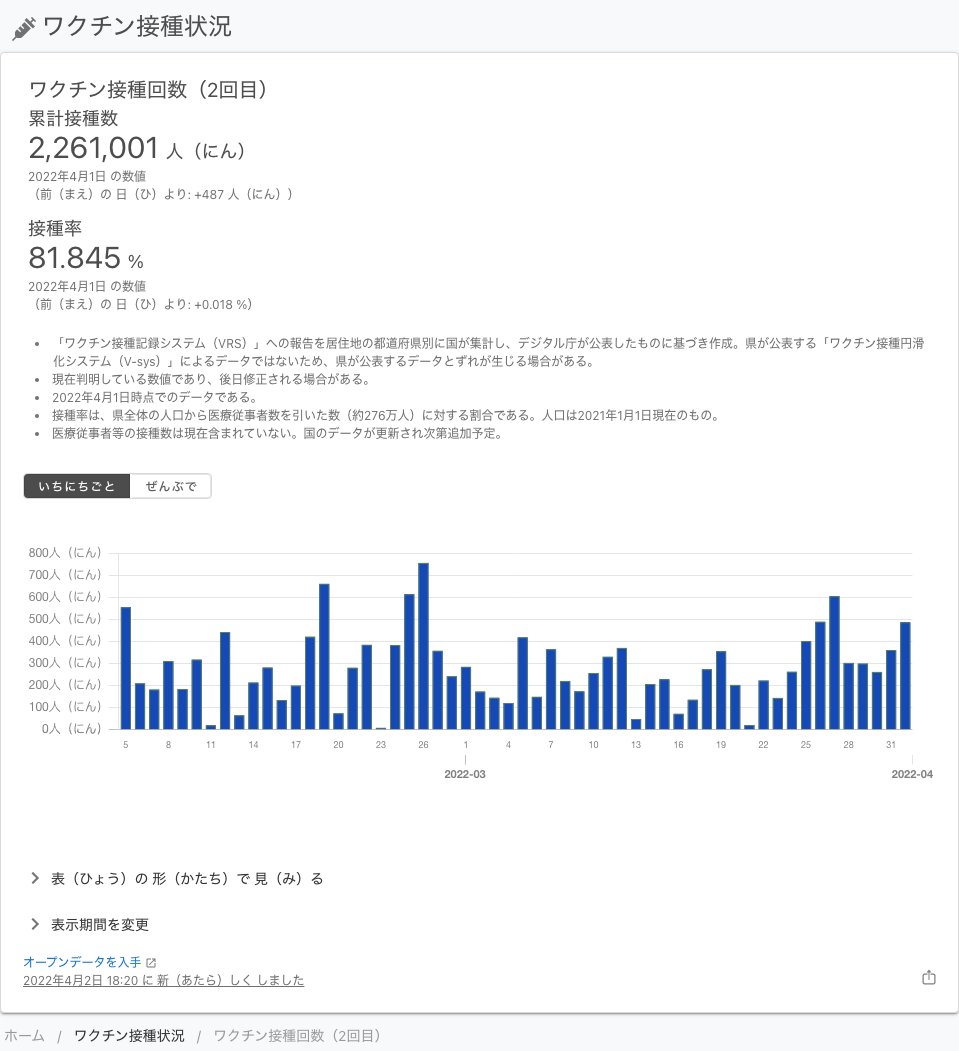 ワクチン接種状況
ワクチン接種回数（2回目）
累計接種数
2,261,001 人（にん）
2022年4月1日 の数値
（前（まえ）の 日（ひ）より: +487 人（にん））
接種率
81.845 %
2022年4月1日 の数値
（前（まえ）の 日（ひ）より: +0.018 %）
• 「ワクチン接種記録システム（VRS）」への報告を居住地の都道府県別に国が集計し、デジタル庁が公表したものに基づき作成。県が公表する「ワクチン接種円滑
化システム（V-sys）」によるデータではないため、県が公表するデータとずれが生じる場合がある。
• 現在判明している数値であり、後日修正される場合がある。
• 2022年4月1日時点でのデータである。
• 接種率は、県全体の人口から医療従事者数を引いた数（約276万人）に対する割合である。人口は2021年1月1日現在のもの。
• 医療従事者等の接種数は現在含まれていない。国のデータが更新され次第追加予定。
いちにちごと ぜんぶで
800人（にん）
700人（にん）
600人（にん）
500人（にん）
400人（にん）
300人（にん）
200人（にん）
100人（にん）
0人（にん）
5 8 11 14 17 20 23 26 1 4 7 10 13 16 19 22 25 28 31
2022-03 2022-04
表（ひょう）の 形（かたち）で 見（み）る
表示期間を変更
オープンデータを入手
2022年4月2日 18:20 に 新（あたら）しく しました
ホーム / ワクチン接種状況 / ワクチン接種回数（2回目）